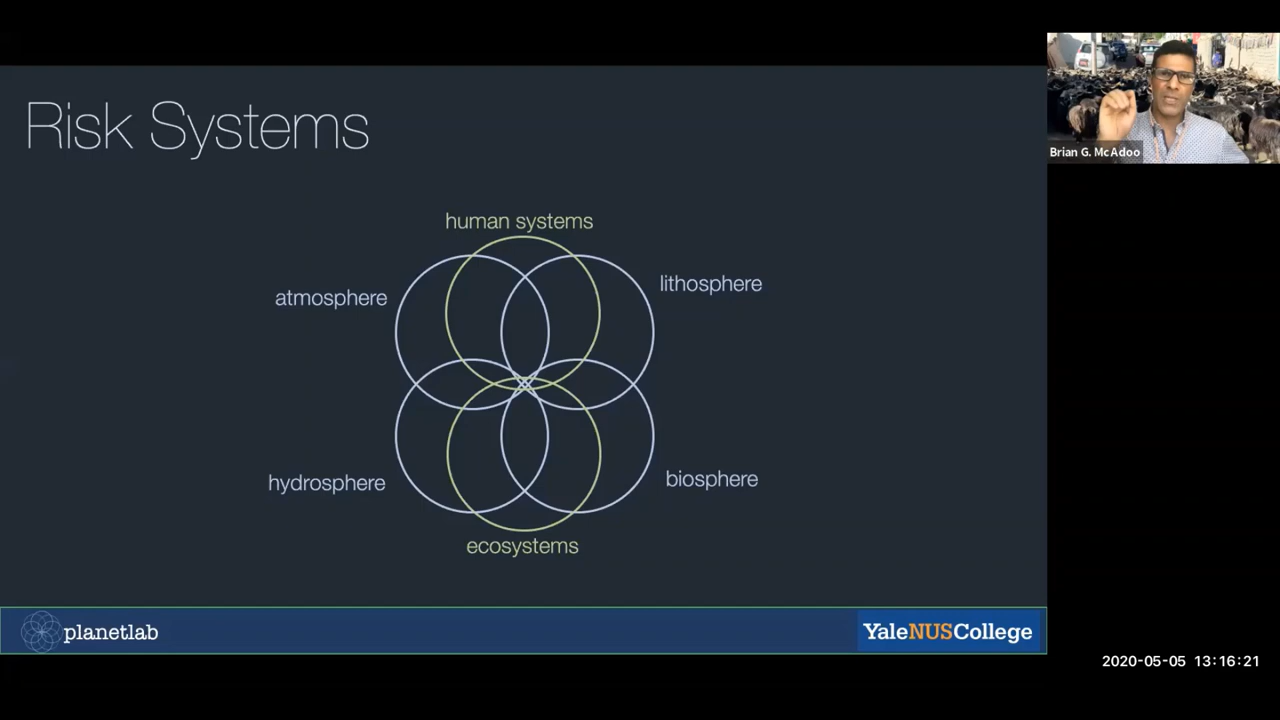 Risk Systems
human systems
atmosphere
lithosphere
hydrosphere
biosphere
ecosystems
planetlab
YaleNUSCollege
Brian G. McAdoo
2020-05-05 13:16:21